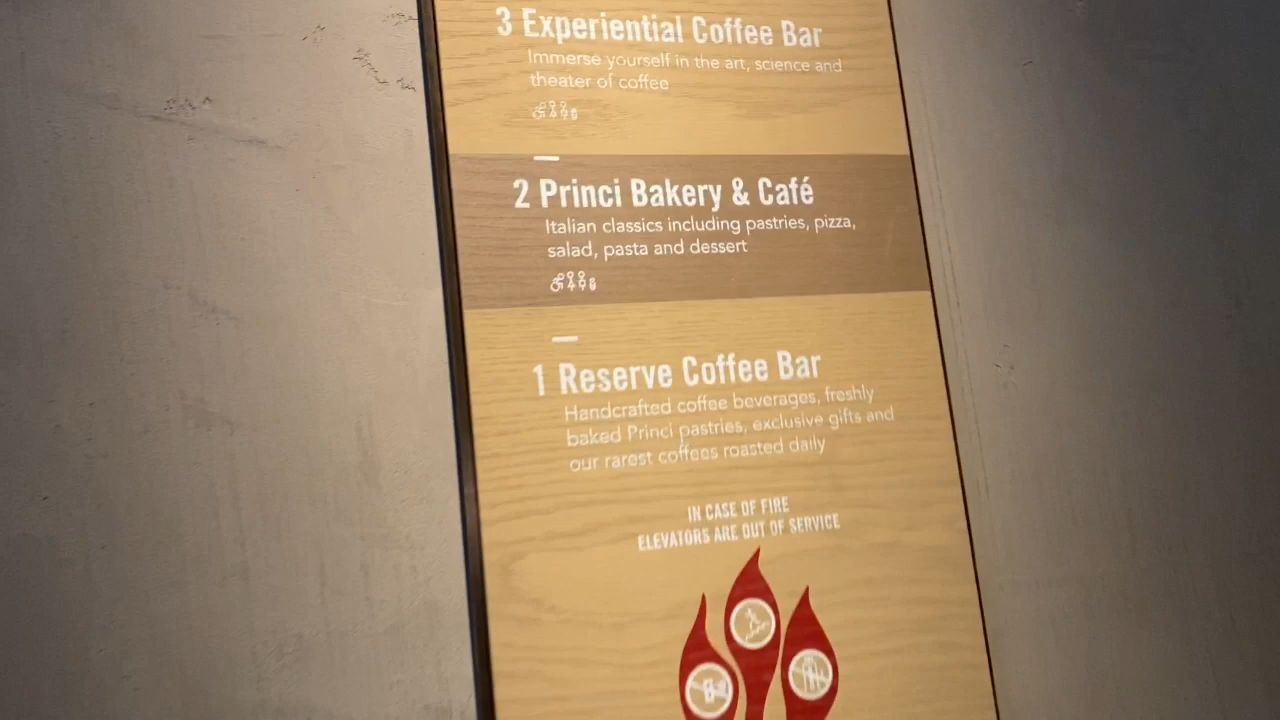 3 Experiential Coffee Bar
Immerse yourself in the art, science and
theater of coffee
2 Princi Bakery & Café
Italian classics including pastries, pizza,
salad, pasta and dessert
1 Reserve Coffee Bar
Handcrafted coffee beverages, freshly
baked Princi pastries, exclusive gifts and
our rarest coffees roasted daily
IN CASE OF FIRE
ELEVATORS ARE OUT OF SERVICE